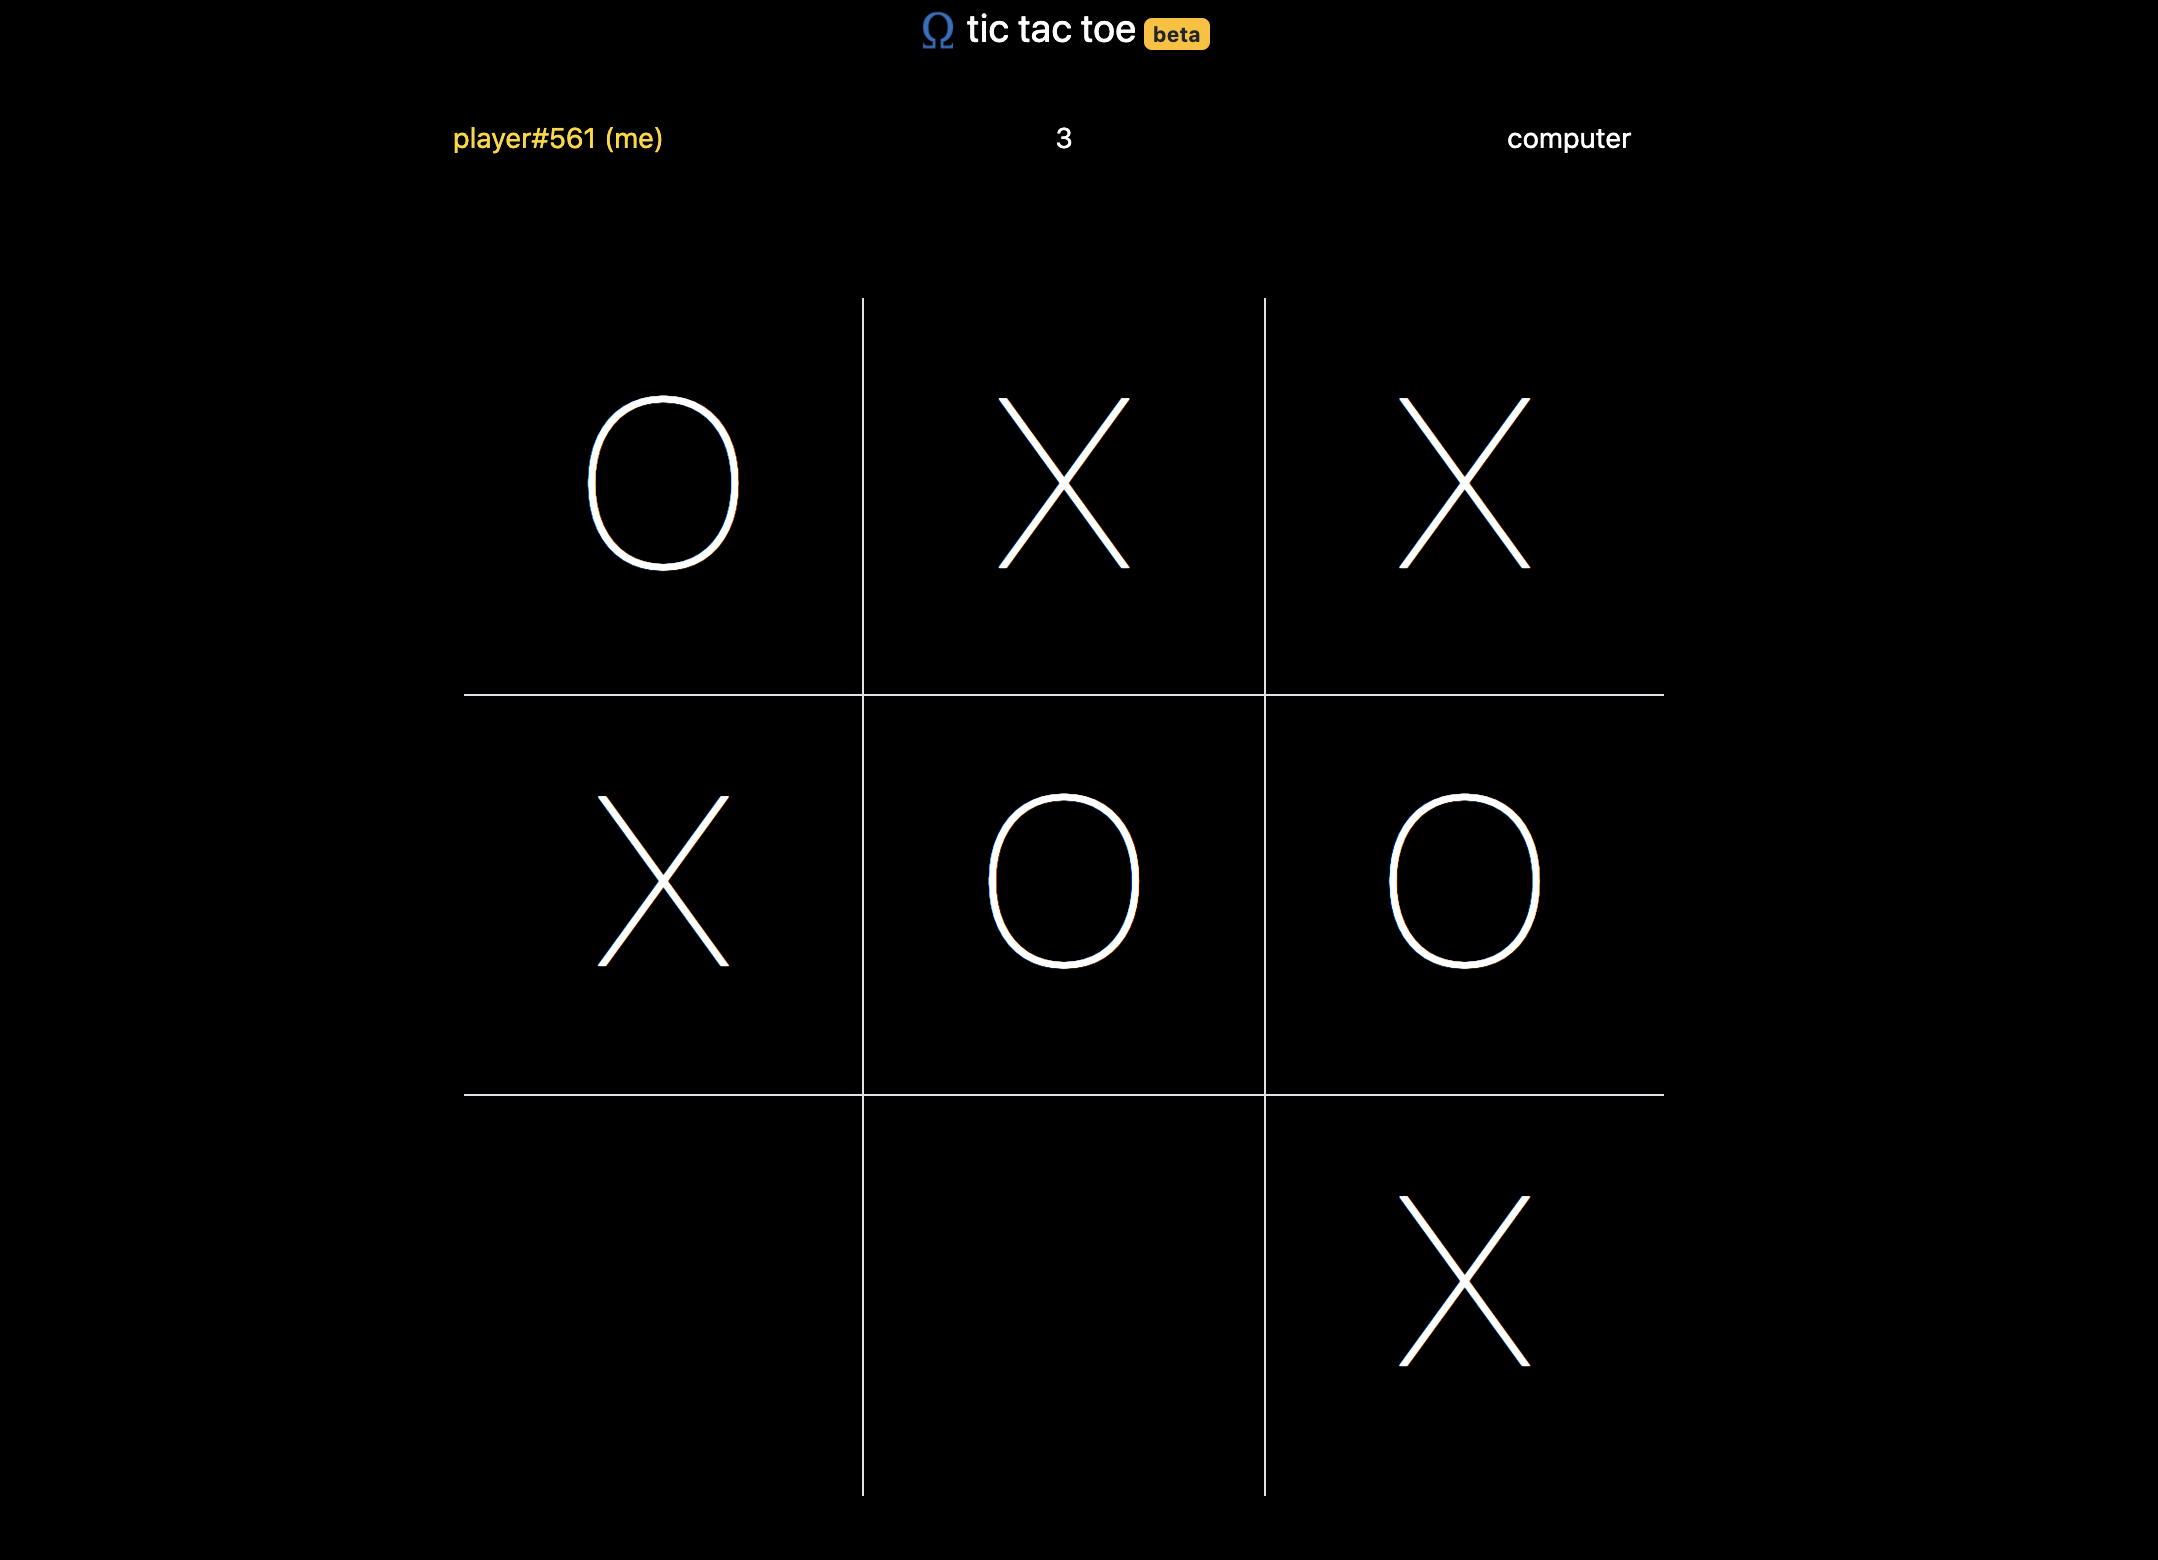 Ω tic tac toe beta
player#561 (me) 3 computer
O X X
X O O
X